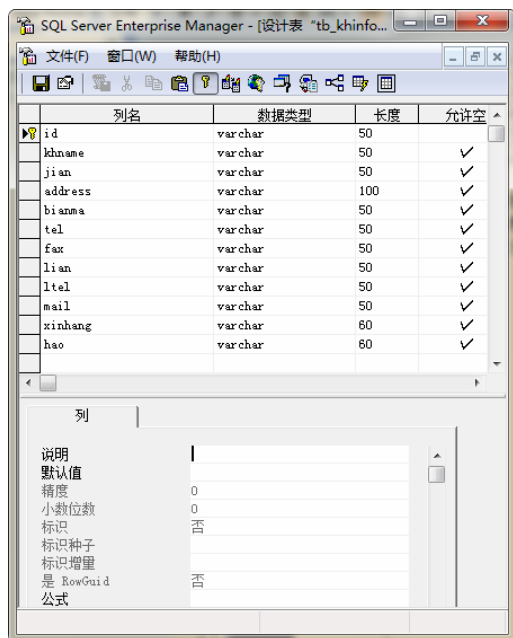 SQL Server Enterprise Manager - [设计表 “tb_khinfo...
文件(F) 窗口(W) 帮助(H)
列名 数据类型 长度 允许空
id varchar 50
khname varchar 50
jian varchar 50
address varchar 100
bianma varchar 50
tel varchar 50
fax varchar 50
lian varchar 50
ltel varchar 50
mail varchar 50
xinhang varchar 60
hao varchar 60
列
说明
默认值
精度 0
小数位数 0
标识 否
标识种子
标识增量
是 RowGuid 否
公式